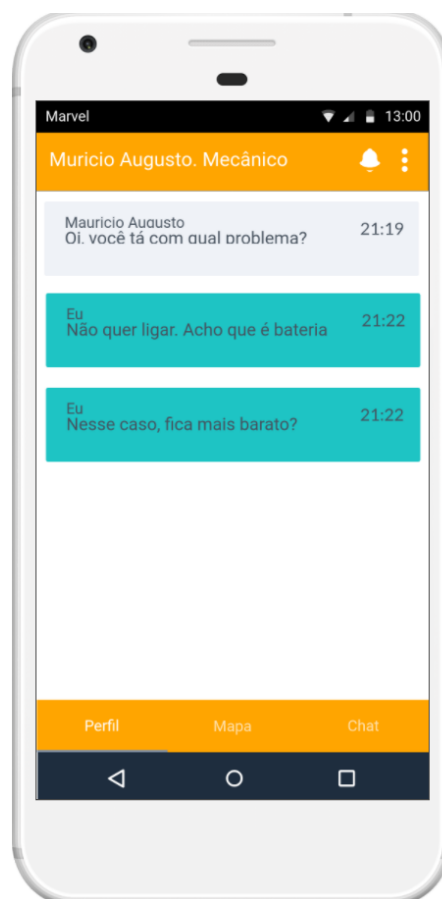 Marvel 13:00
Muricio Augusto. Mecânico
Mauricio Augusto
Oi, você tá com qual problema? 21:19
Eu
Não quer ligar. Acho que é bateria 21:22
Eu
Nesse caso, fica mais barato? 21:22
Perfil Mapa Chat